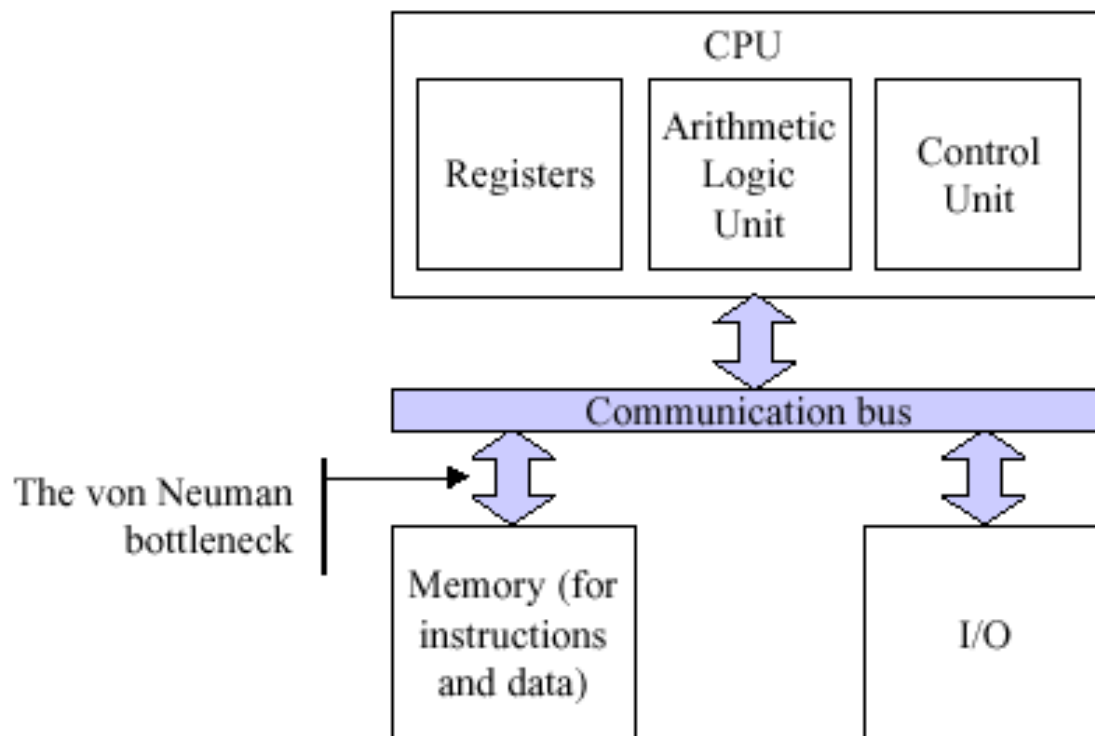 CPU
Registers
Arithmetic
Logic
Unit
Control
Unit
Communication bus
The von Neuman
bottleneck
Memory (for
instructions
and data)
I/O